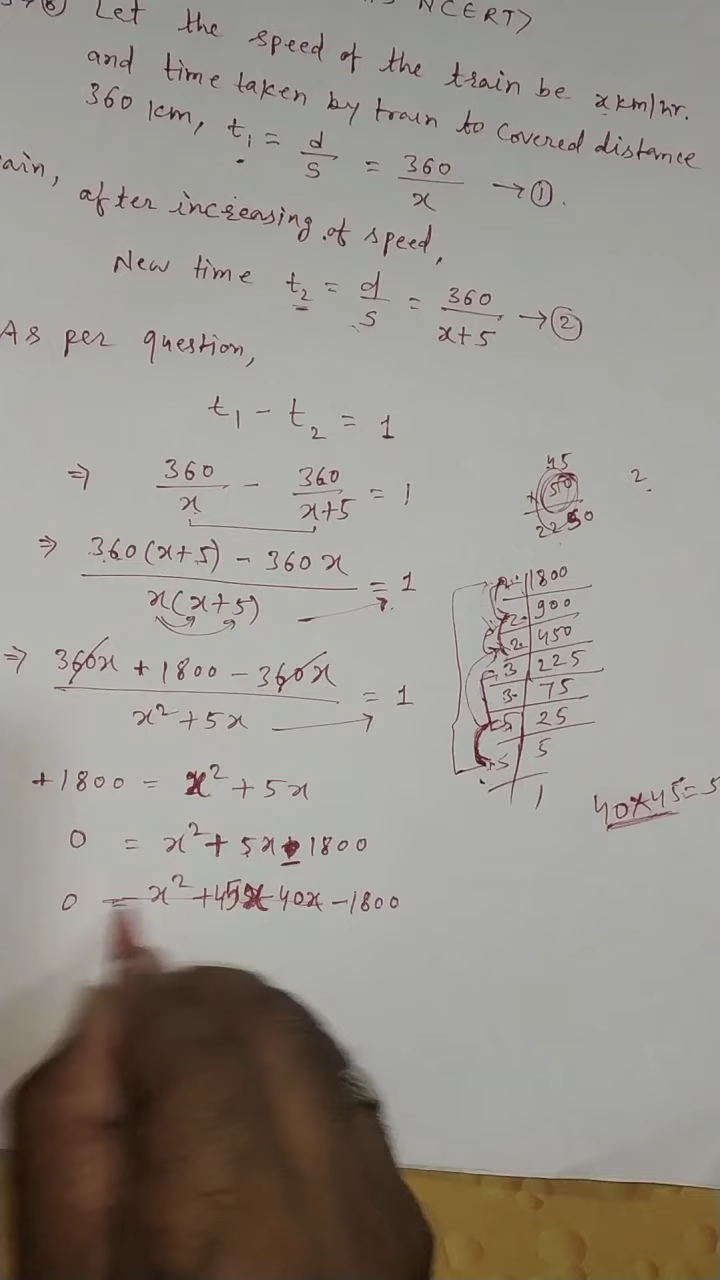 8 Let the speed of the train be x km/hr.
and time taken by train to covered distance
360 km, t₁ = d/s = 360/x → ①.
after increasing of speed,
New time t₂ = d/s = 360/x+5 → ②
As per question,
t₁ - t₂ = 1
⇒ 360/x - 360/x+5 = 1
⇒ 360(x+5) - 360x / x(x+5) = 1
⇒ 360x + 1800 - 360x / x² + 5x = 1
+1800 = x² + 5x
0 = x² + 5x - 1800
0 = x² + 45x - 40x - 1800
45
50
2250
2.
2 1800
2 900
2 450
3 225
3 75
5 25
5 5
1
40×45=